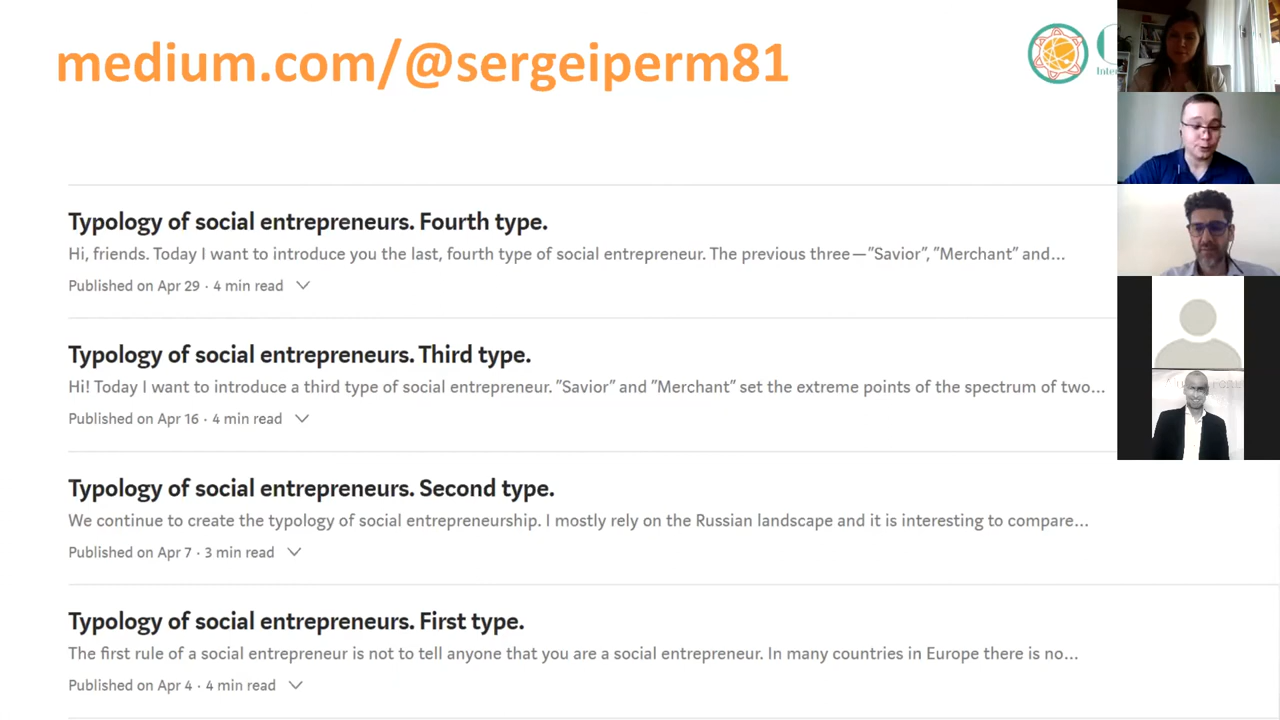 medium.com/@sergeiperm81
Typology of social entrepreneurs. Fourth type.
Hi, friends. Today I want to introduce you the last, fourth type of social entrepreneur. The previous three—”Savior”, ”Merchant” and…
Published on Apr 29 · 4 min read
Typology of social entrepreneurs. Third type.
Hi! Today I want to introduce a third type of social entrepreneur. ”Savior” and ”Merchant” set the extreme points of the spectrum of two…
Published on Apr 16 · 4 min read
Typology of social entrepreneurs. Second type.
We continue to create the typology of social entrepreneurship. I mostly rely on the Russian landscape and it is interesting to compare…
Published on Apr 7 · 3 min read
Typology of social entrepreneurs. First type.
The first rule of a social entrepreneur is not to tell anyone that you are a social entrepreneur. In many countries in Europe there is no…
Published on Apr 4 · 4 min read